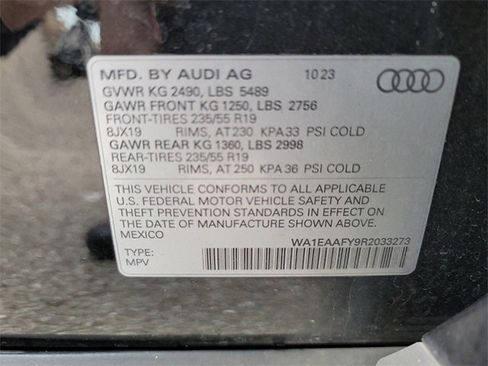 MFD. BY AUDI AG 10 23
GVWR KG 2490, LBS 5489
GAWR FRONT KG 1250, LBS 2756
FRONT-TIRES 235/55 R19
8JX19 RIMS, AT 230 KPA 33 PSI COLD
GAWR REAR KG 1360, LBS 2998
REAR-TIRES 235/55 R19
8JX19 RIMS, AT 250 KPA 36 PSI COLD
THIS VEHICLE CONFORMS TO ALL APPLICABLE
U.S. FEDERAL MOTOR VEHICLE SAFETY AND
THEFT PREVENTION STANDARDS IN EFFECT ON
THE DATE OF MANUFACTURE SHOWN ABOVE.
MEXICO
WA1EAAFY9R2033273
TYPE:
MPV